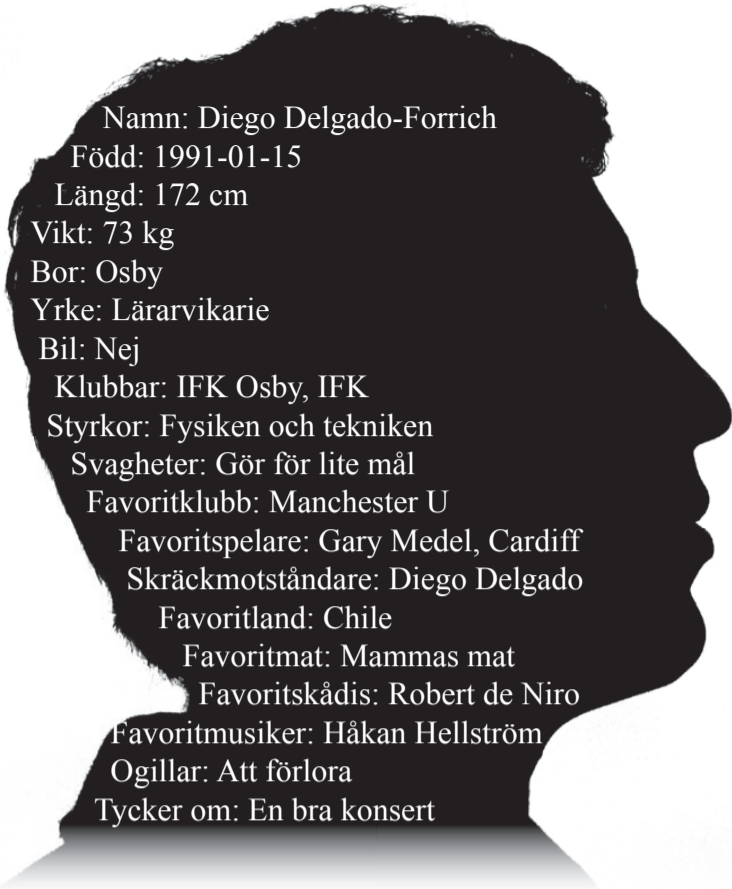 Namn: Diego Delgado-Forrich
Född: 1991-01-15
Längd: 172 cm
Vikt: 73 kg
Bor: Osby
Yrke: Lärarvikarie
Bil: Nej
Klubbar: IFK Osby, IFK
Styrkor: Fysiken och tekniken
Svagheter: Gör för lite mål
Favoritklubb: Manchester U
Favoritspelare: Gary Medel, Cardiff
Skräckmotståndare: Diego Delgado
Favoritland: Chile
Favoritmat: Mammas mat
Favoritskådis: Robert de Niro
Favoritmusiker: Håkan Hellström
Ogillar: Att förlora
Tycker om: En bra konsert